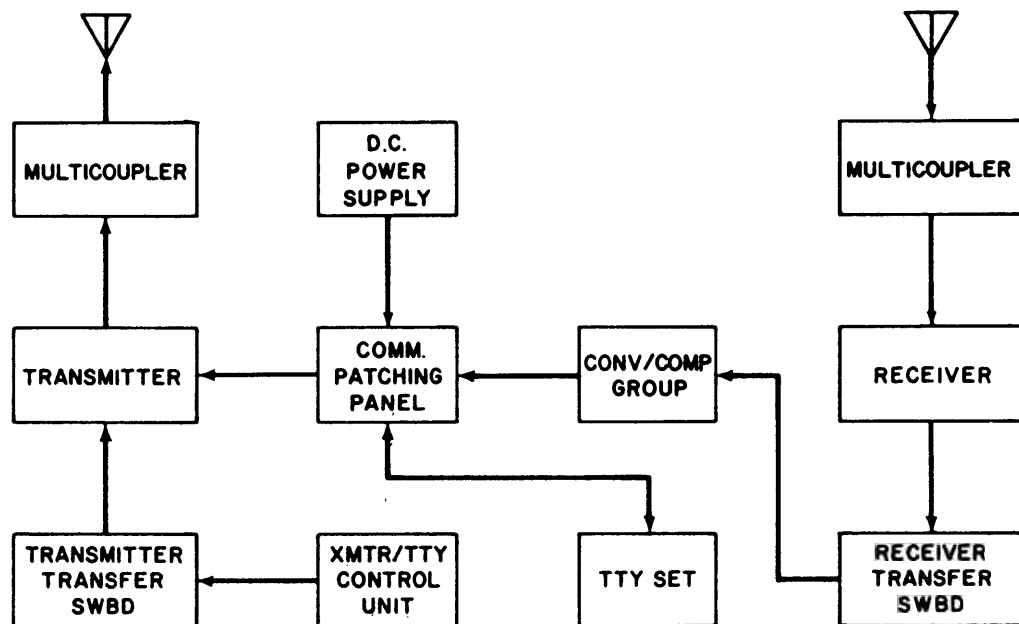 MULTICOUPLER
D.C.
POWER
SUPPLY
MULTICOUPLER
TRANSMITTER
COMM.
PATCHING
PANEL
CONV/COMP
GROUP
RECEIVER
TRANSMITTER
TRANSFER
SWBD
XMTR/TTY
CONTROL
UNIT
TTY SET
RECEIVER
TRANSFER
SWBD